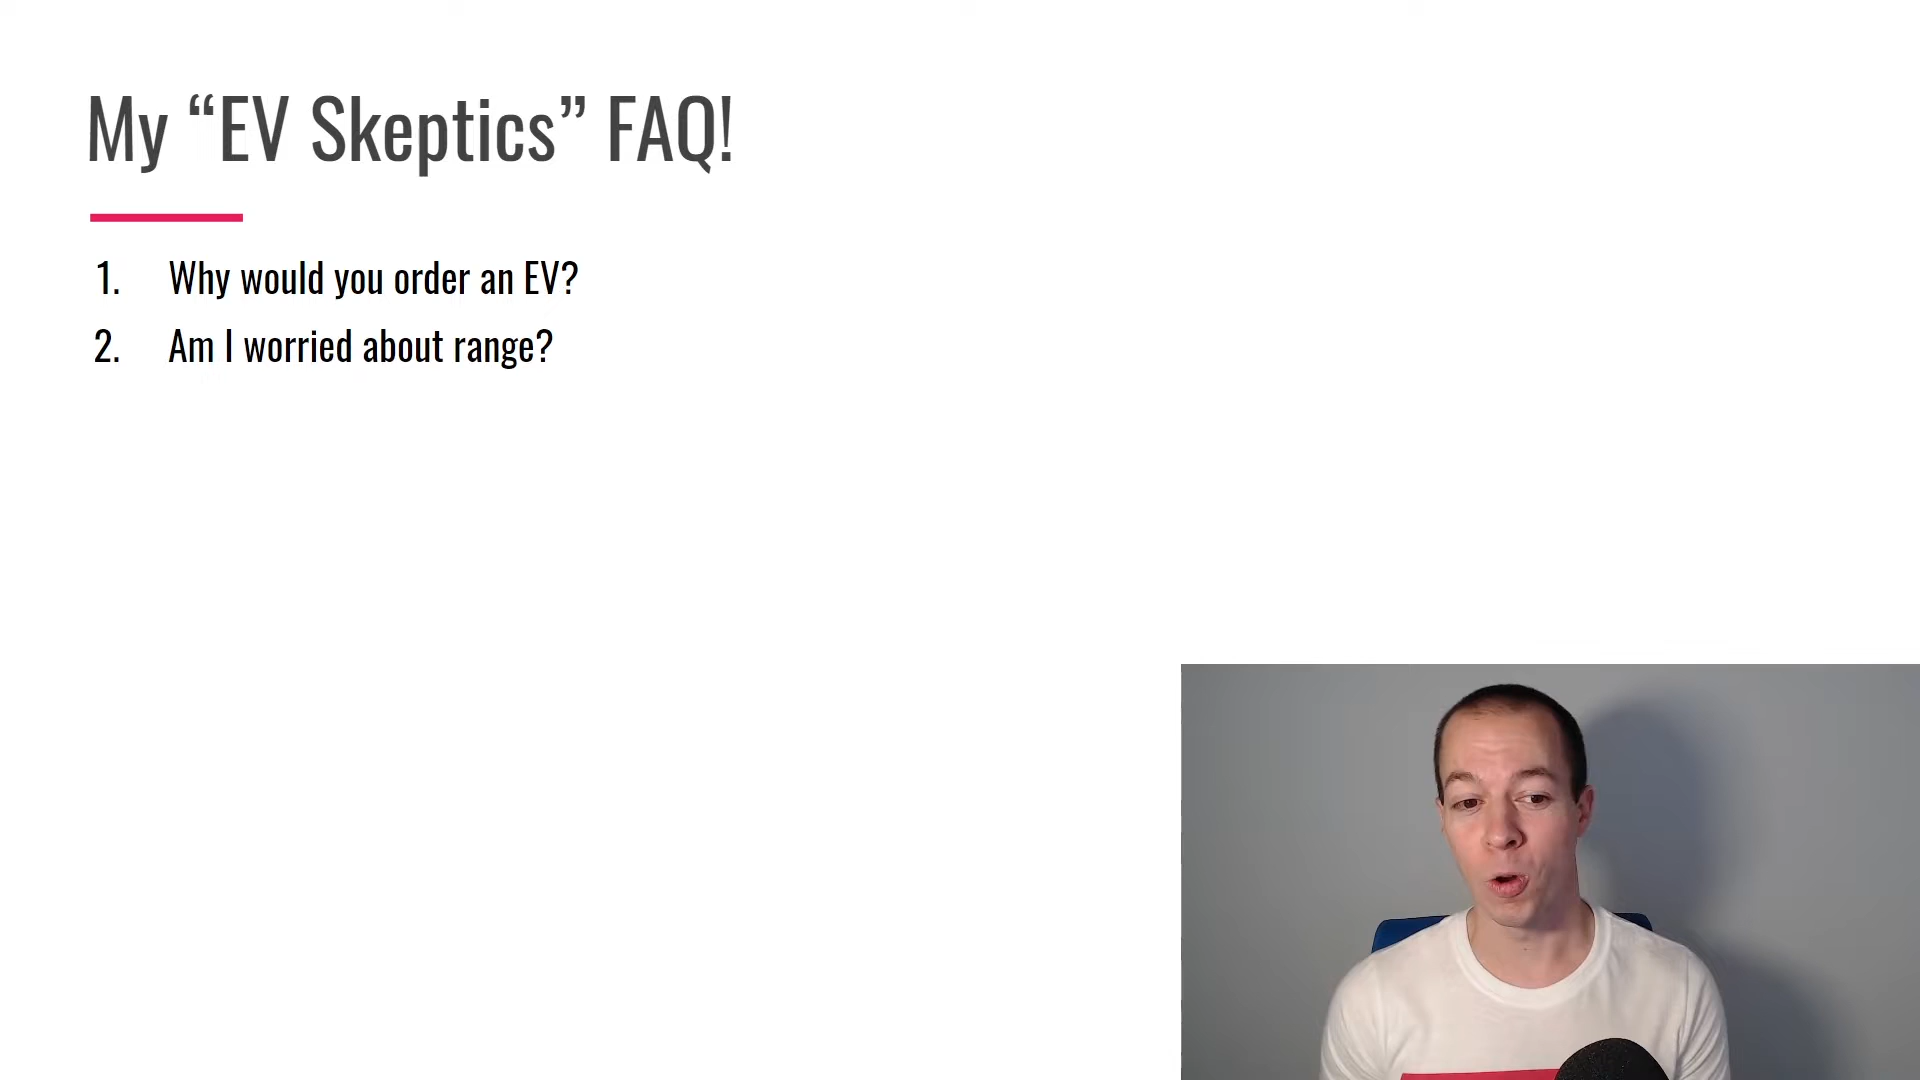 My “EV Skeptics” FAQ!
1. Why would you order an EV?
2. Am I worried about range?